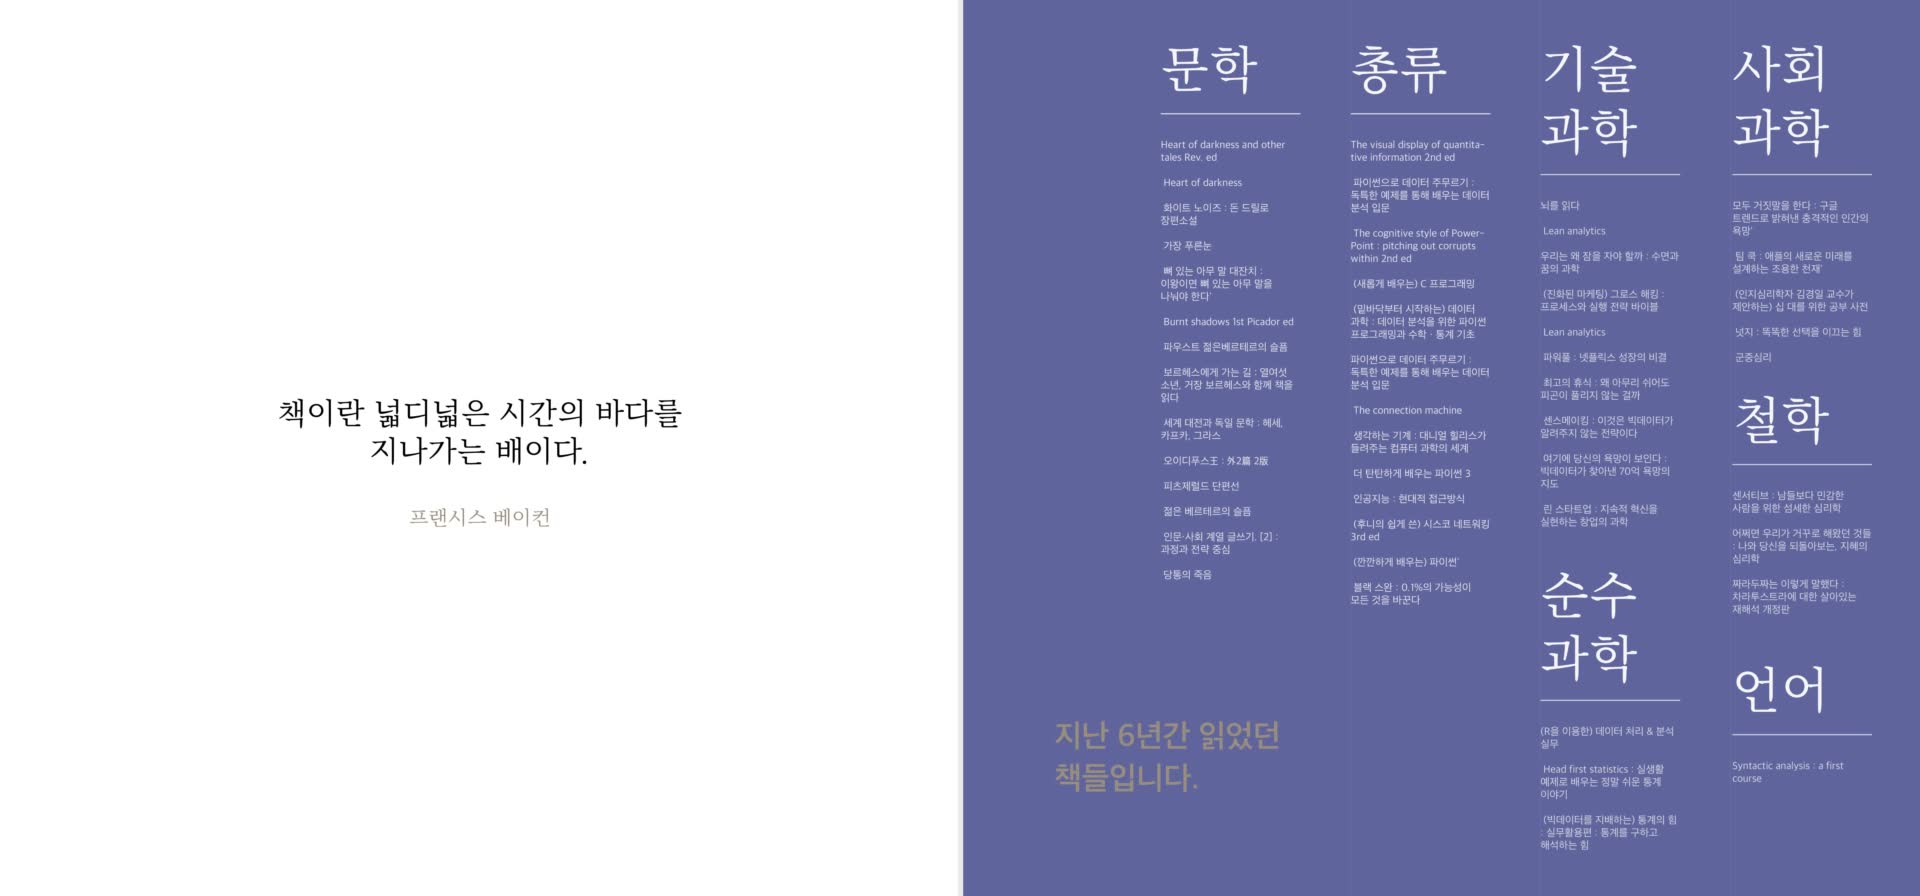 책이란 넓디넓은 시간의 바다를
지나가는 배이다.
프랜시스 베이컨
문학
Heart of darkness and other
tales Rev. ed
Heart of darkness
화이트 노이즈 : 돈 드릴로
장편소설
가장 푸른눈
뼈 있는 아무 말 대잔치 :
이왕이면 뼈 있는 아무 말을
나눠야 한다'
Burnt shadows 1st Picador ed
파우스트 젊은베르테르의 슬픔
보르헤스에게 가는 길 : 열여섯
소년, 거장 보르헤스와 함께 책을
읽다
세계 대전과 독일 문학 : 헤세,
카프카, 그라스
오이디푸스王 : 外2篇 2版
피츠제럴드 단편선
젊은 베르테르의 슬픔
인문·사회 계열 글쓰기. [2] :
과정과 전략 중심
당통의 죽음
총류
The visual display of quantita-
tive information 2nd ed
파이썬으로 데이터 주무르기 :
독특한 예제를 통해 배우는 데이터
분석 입문
The cognitive style of Power-
Point : pitching out corrupts
within 2nd ed
(새롭게 배우는) C 프로그래밍
(밑바닥부터 시작하는) 데이터
과학 : 데이터 분석을 위한 파이썬
프로그래밍과 수학·통계 기초
파이썬으로 데이터 주무르기 :
독특한 예제를 통해 배우는 데이터
분석 입문
The connection machine
생각하는 기계 : 대니얼 힐리스가
들려주는 컴퓨터 과학의 세계
더 탄탄하게 배우는 파이썬 3
인공지능 : 현대적 접근방식
(후니의 쉽게 쓴) 시스코 네트워킹
3rd ed
(깐깐하게 배우는) 파이썬'
블랙 스완 : 0.1%의 가능성이
모든 것을 바꾼다
기술
과학
뇌를 읽다
Lean analytics
우리는 왜 잠을 자야 할까 : 수면과
꿈의 과학
(진화된 마케팅) 그로스 해킹 :
프로세스와 실행 전략 바이블
Lean analytics
파워풀 : 넷플릭스 성장의 비결
최고의 휴식 : 왜 아무리 쉬어도
피곤이 풀리지 않는 걸까
센스메이킹 : 이것은 빅데이터가
알려주지 않는 전략이다
여기에 당신의 욕망이 보인다 :
빅데이터가 찾아낸 70억 욕망의
지도
린 스타트업 : 지속적 혁신을
실현하는 창업의 과학
순수
과학
(R을 이용한) 데이터 처리 & 분석
실무
Head first statistics : 실생활
예제로 배우는 정말 쉬운 통계
이야기
(빅데이터를 지배하는) 통계의 힘
: 실무활용편 : 통계를 구하고
해석하는 힘
사회
과학
모두 거짓말을 한다 : 구글
트렌드로 밝혀낸 충격적인 인간의
욕망'
팀 쿡 : 애플의 새로운 미래를
설계하는 조용한 천재'
(인지심리학자 김경일 교수가
제안하는) 십 대를 위한 공부 사전
넛지 : 똑똑한 선택을 이끄는 힘
군중심리
철학
센서티브 : 남들보다 민감한
사람을 위한 섬세한 심리학
어쩌면 우리가 거꾸로 해왔던 것들
: 나와 당신을 되돌아보는, 지혜의
심리학
짜라두짜는 이렇게 말했다 :
차라투스트라에 대한 살아있는
재해석 개정판
언어
Syntactic analysis : a first
course
지난 6년간 읽었던
책들입니다.